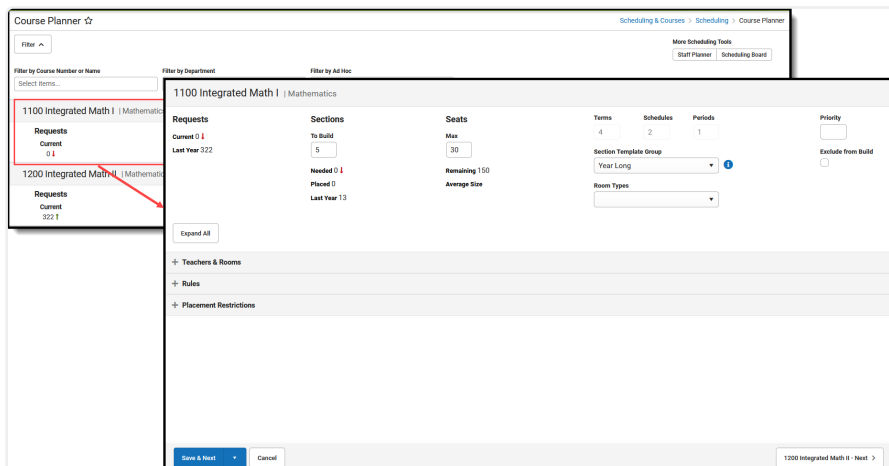 Course Planner ☆
Scheduling & Courses > Scheduling > Course Planner
Filter
More Scheduling Tools
Staff Planner Scheduling Board
Filter by Course Number or Name Filter by Department Filter by Ad Hoc
Select items...
1100 Integrated Math I | Mathematics
Requests
Current
0 ↓
1200 Integrated Math II | Mathematic
Requests
Current
322 ↑
1100 Integrated Math I | Mathematics
Requests Sections Seats Terms Schedules Periods Priority
Current 0 ↓ To Build Max 4 2 1
Last Year 322 5 30 Section Template Group Exclude from Build
Needed 0 ↓ Remaining 150 Year Long
Placed 0 Average Size Room Types
Last Year 13
Expand All
+ Teachers & Rooms
+ Rules
+ Placement Restrictions
Save & Next Cancel 1200 Integrated Math II - Next >